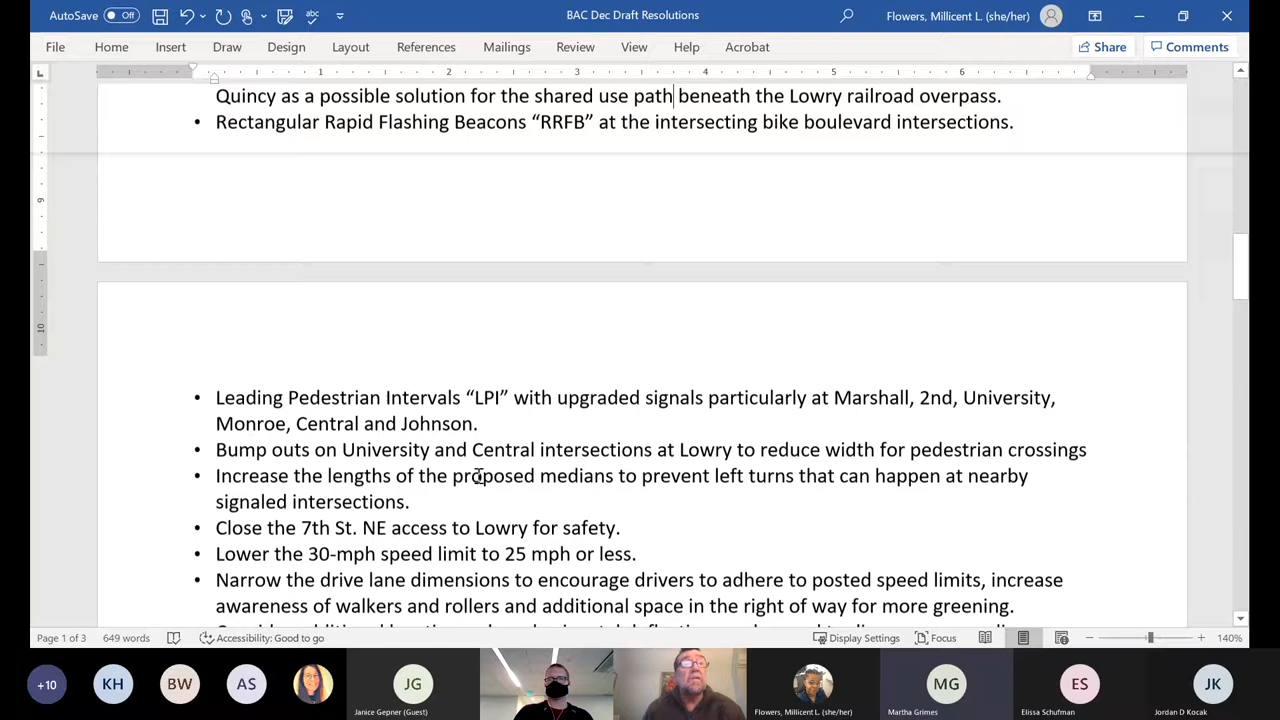 AutoSave Off
BAC Dec Draft Resolutions
Flowers, Millicent L. (she/her)
File Home Insert Draw Design Layout References Mailings Review View Help Acrobat Share Comments
L 1 2 3 4 5 6
Quincy as a possible solution for the shared use path beneath the Lowry railroad overpass.
• Rectangular Rapid Flashing Beacons “RRFB” at the intersecting bike boulevard intersections.
9
10
• Leading Pedestrian Intervals “LPI” with upgraded signals particularly at Marshall, 2nd, University,
Monroe, Central and Johnson.
• Bump outs on University and Central intersections at Lowry to reduce width for pedestrian crossings
• Increase the lengths of the proposed medians to prevent left turns that can happen at nearby
signaled intersections.
• Close the 7th St. NE access to Lowry for safety.
• Lower the 30-mph speed limit to 25 mph or less.
• Narrow the drive lane dimensions to encourage drivers to adhere to posted speed limits, increase
awareness of walkers and rollers and additional space in the right of way for more greening.
Page 1 of 3 649 words Accessibility: Good to go Display Settings Focus 140%
+10 KH BW AS JG MG ES JK
Janice Gepner (Guest) Flowers, Millicent L. (she/her) Martha Grimes Elissa Schufman Jordan D Kocak